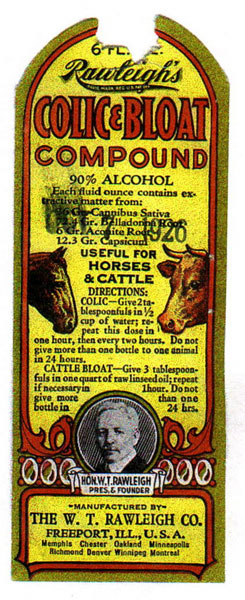 6 FL.
Rawleigh's
COLIC & BLOAT
COMPOUND
90% ALCOHOL
Each fluid ounce contains ex-
tractive matter from:
Gr. Cannibus Sativa
Gr. Belladonna Root
6 Gr. Aconite Root
12.3 Gr. Capsicum
1926
USEFUL FOR
HORSES
& CATTLE
DIRECTIONS:
COLIC—Give 2 ta-
blespoonfuls in ½
cup of water; re-
peat this dose in
one hour, then every two hours. Do not
give more than one bottle to one animal
in 24 hours.
CATTLE BLOAT—Give 3 tablespoon-
fuls in one quart of raw linseed oil; repeat
if necessary in 1 hour. Do not
give more than one
bottle in 24 hrs.
HON. W. T. RAWLEIGH
PRES. & FOUNDER
MANUFACTURED BY
THE W. T. RAWLEIGH CO.
FREEPORT, ILL., U. S. A.
Memphis Chester Oakland Minneapolis
Richmond Denver Winnipeg Montreal